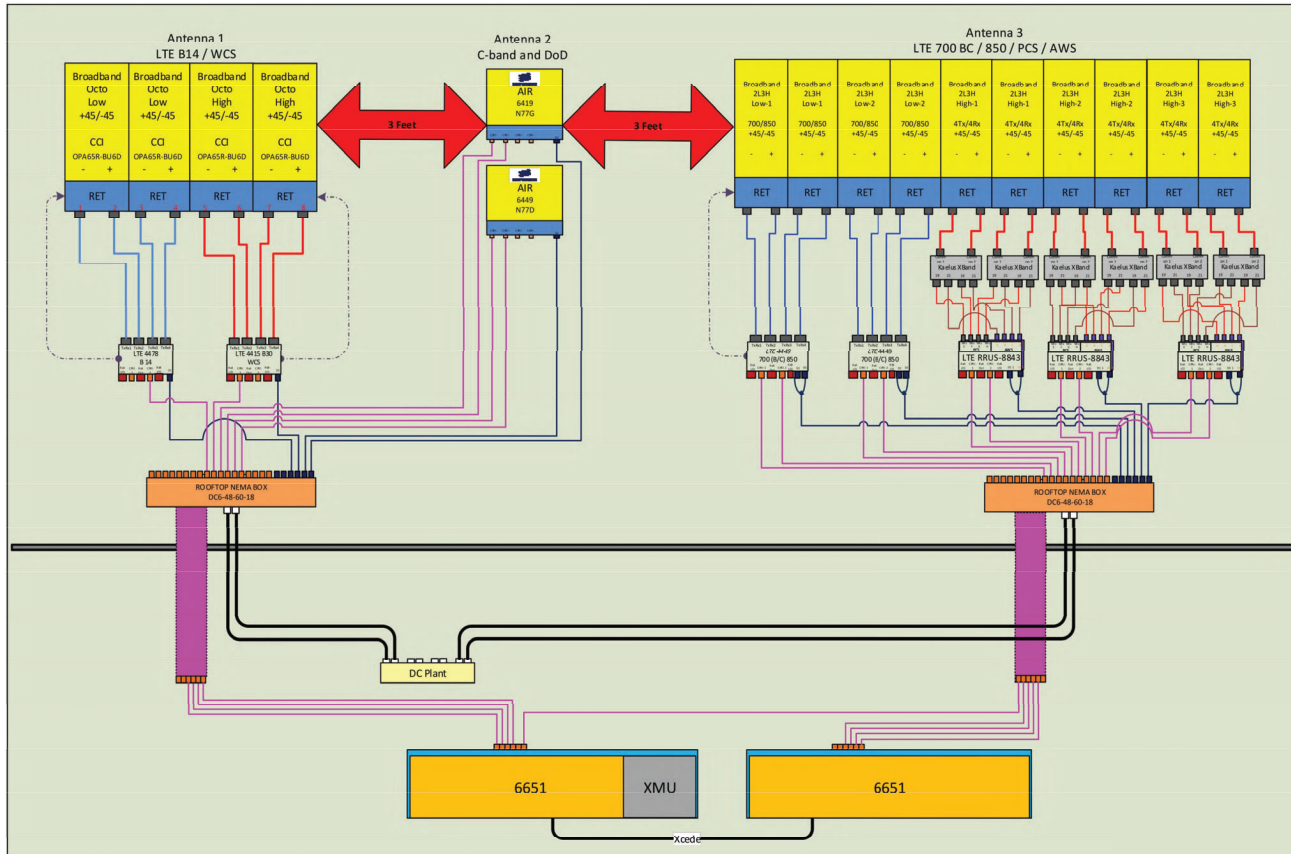 Antenna 1
LTE B14 / WCS
Antenna 2
C-band and DoD
Antenna 3
LTE 700 BC / 850 / PCS / AWS
Broadband
Octo
Low
+45/-45
CCI
OPA65R-BU6D
- +
RET
Broadband
Octo
Low
+45/-45
CCI
OPA65R-BU6D
- +
RET
Broadband
Octo
High
+45/-45
CCI
OPA65R-BU6D
- +
RET
Broadband
Octo
High
+45/-45
CCI
OPA65R-BU6D
- +
RET
1 2 3 4 5 6 7 8
3 Feet
AIR
6419
N77G
AIR
6449
N77D
3 Feet
Broadband
2L3H
Low-1
700/850
+45/-45
- +
RET
Broadband
2L3H
Low-1
700/850
+45/-45
- +
RET
Broadband
2L3H
Low-2
700/850
+45/-45
- +
RET
Broadband
2L3H
Low-2
700/850
+45/-45
- +
RET
Broadband
2L3H
High-1
4Tx/4Rx
+45/-45
- +
RET
Broadband
2L3H
High-1
4Tx/4Rx
+45/-45
- +
RET
Broadband
2L3H
High-2
4Tx/4Rx
+45/-45
- +
RET
Broadband
2L3H
High-2
4Tx/4Rx
+45/-45
- +
RET
Broadband
2L3H
High-3
4Tx/4Rx
+45/-45
- +
RET
Broadband
2L3H
High-3
4Tx/4Rx
+45/-45
- +
RET
Kaelus XBand
Kaelus XBand
Kaelus XBand
Kaelus XBand
Kaelus XBand
Kaelus XBand
LTE 4478
B 14
LTE 4415 B30
WCS
LTE 4449
700 (B/C) 850
LTE 4449
700 (B/C) 850
LTE RRUS-8843
LTE RRUS-8843
LTE RRUS-8843
ROOFTOP NEMA BOX
DC6-48-60-18
ROOFTOP NEMA BOX
DC6-48-60-18
DC Plant
6651
XMU
6651
Xcede